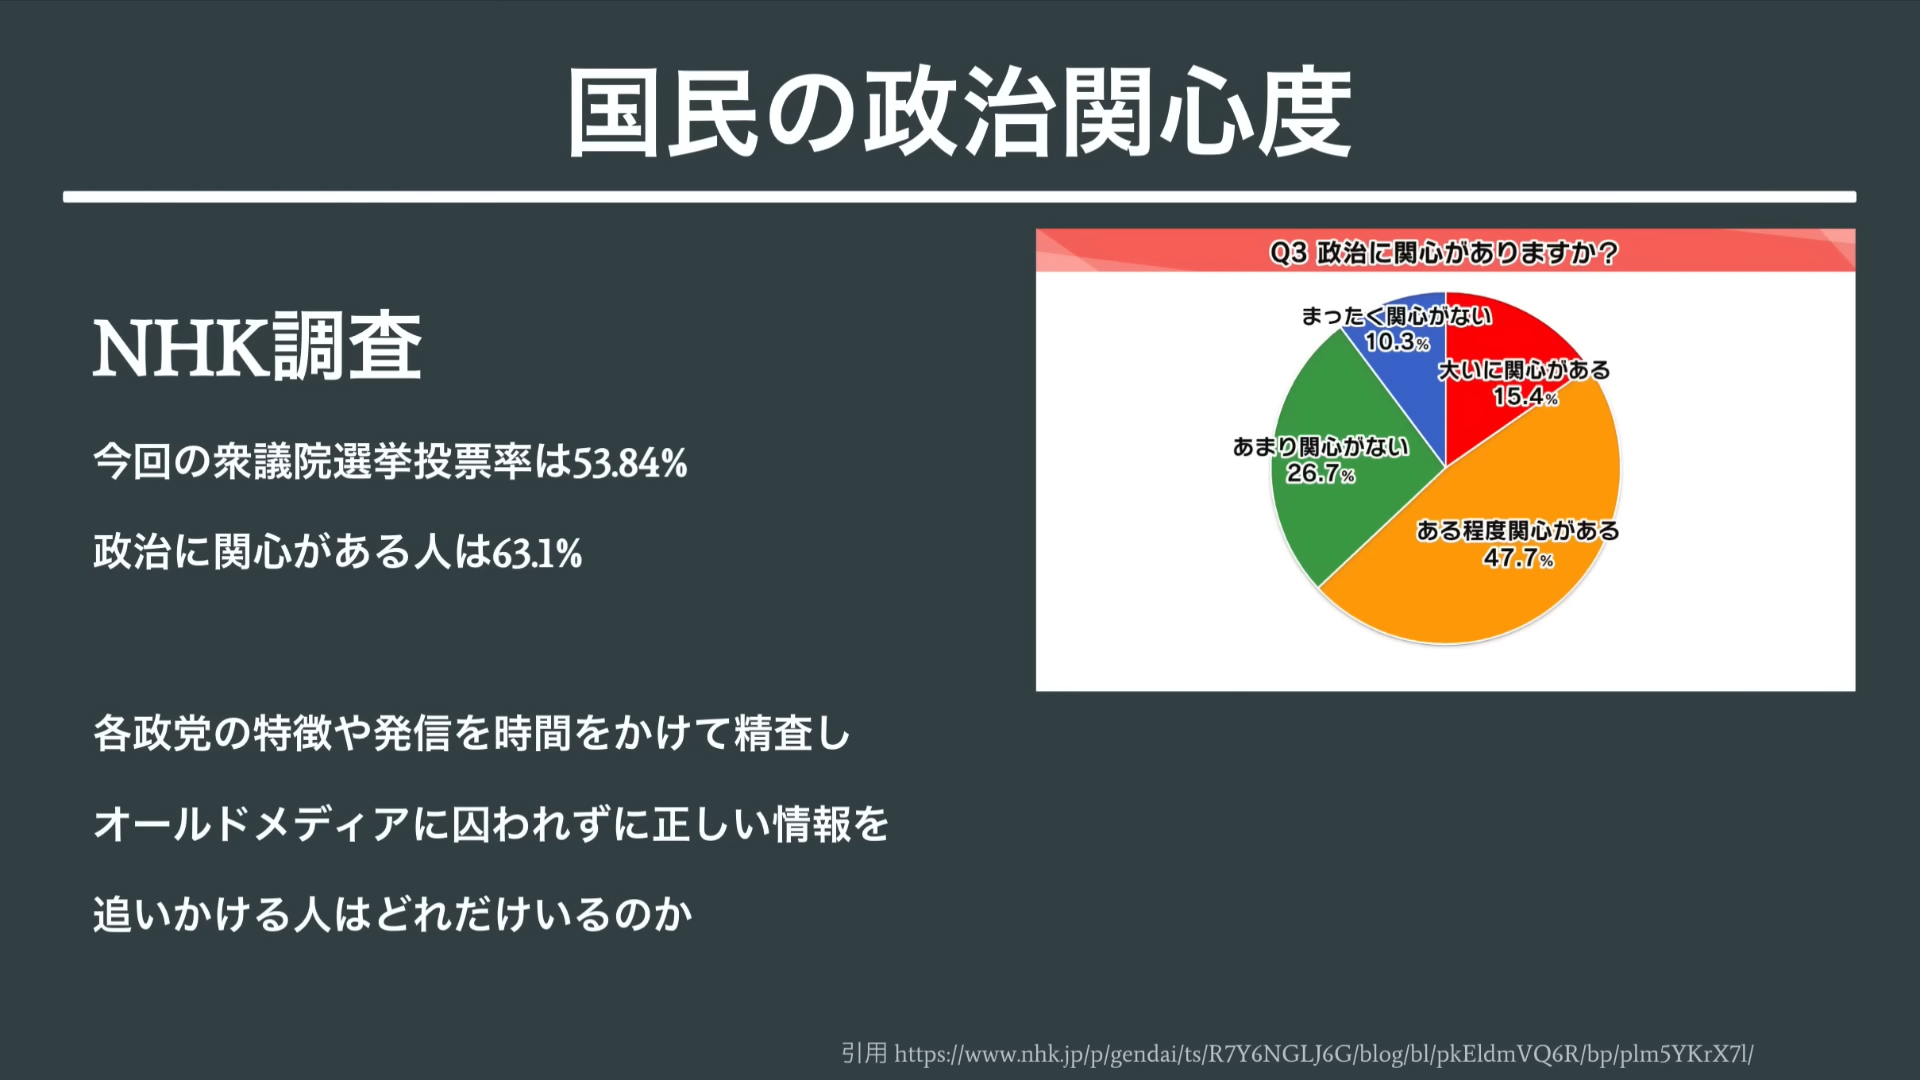 国民の政治関心度
NHK調査
今回の衆議院選挙投票率は53.84%
政治に関心がある人は63.1%
各政党の特徴や発信を時間をかけて精査し
オールドメディアに囚われずに正しい情報を
追いかける人はどれだけいるのか
Q3 政治に関心がありますか？
まったく関心がない
10.3%
大いに関心がある
15.4%
あまり関心がない
26.7%
ある程度関心がある
47.7%
引用 https://www.nhk.jp/p/gendai/ts/R7Y6NGLJ6G/blog/bl/pkEldmVQ6R/bp/plm5YKrX7l/